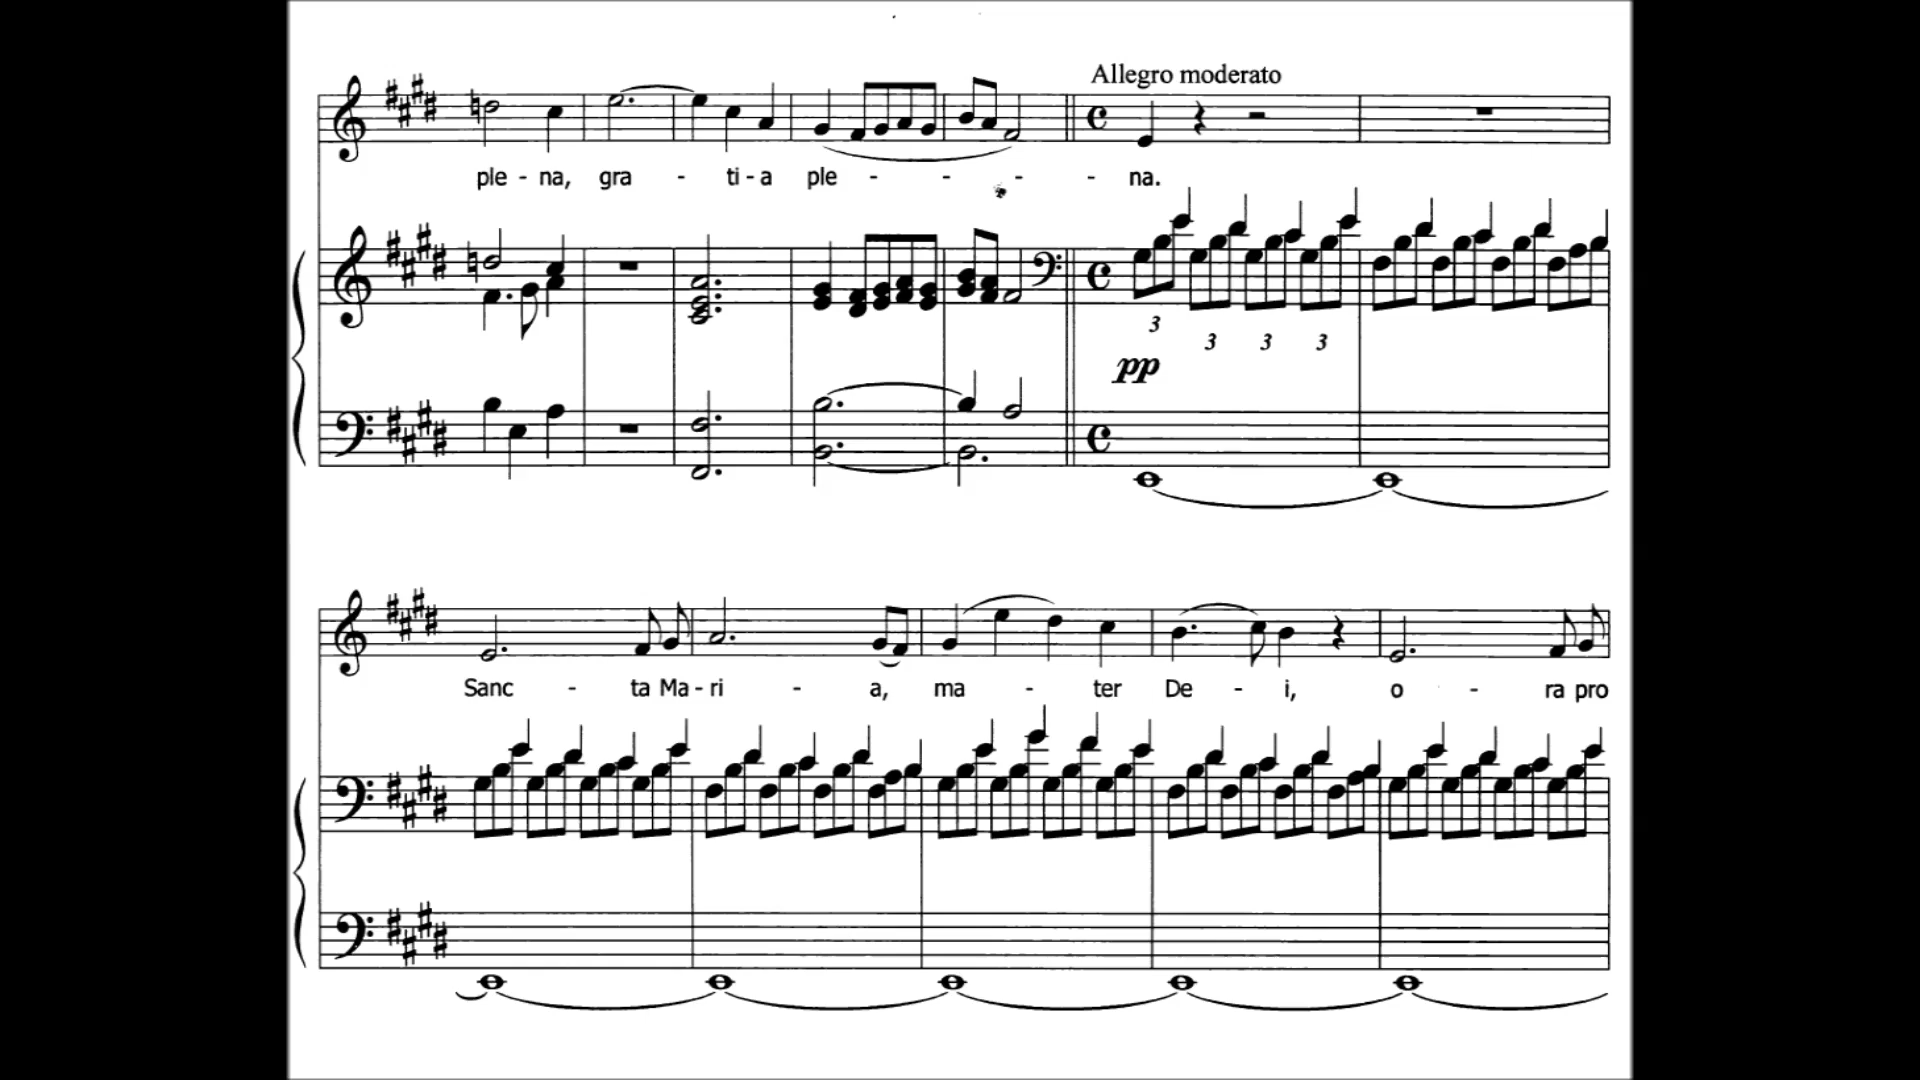 Allegro moderato
ple - na, gra - ti - a ple - - - - na.
3
3 3 3
pp
Sanc - ta Ma - ri - a, ma - ter De - i, o - ra pro